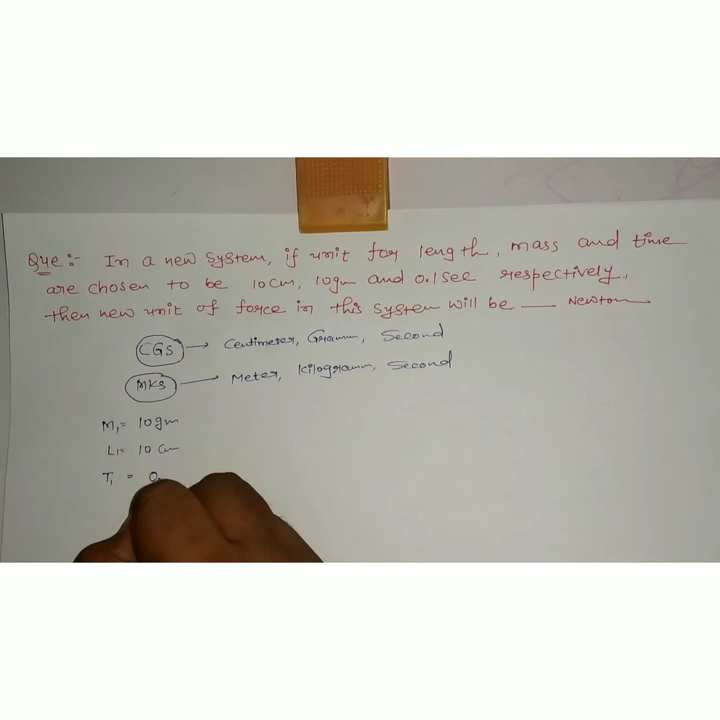 Que:- In a new system, if unit for length, mass and time
are chosen to be 10cm, 10gm and 0.1sec respectively,
then new unit of force in this system will be ___ Newton
CGS → Centimeter, Gramm, Second
MKS → Meter, Kilogramm, Second
M₁= 10gm
L₁= 10 cm
T₁ = 0.